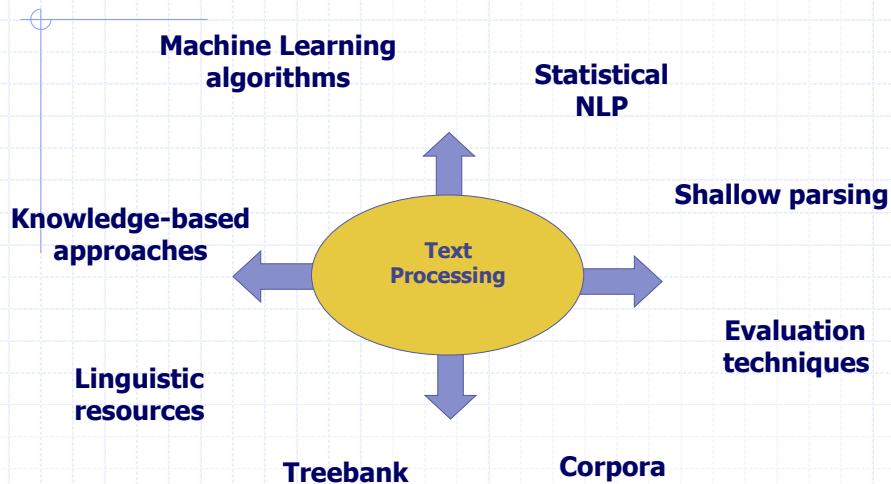 Machine Learning
algorithms
Statistical
NLP
Shallow parsing
Knowledge-based
approaches
Text
Processing
Evaluation
techniques
Linguistic
resources
Treebank
Corpora